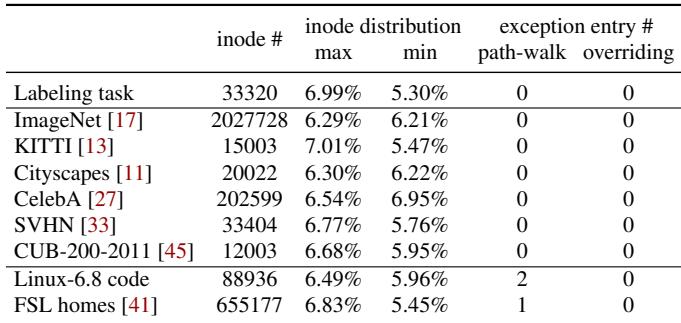 inode # inode distribution exception entry #
max min path-walk overriding
Labeling task 33320 6.99% 5.30% 0 0
ImageNet [17] 2027728 6.29% 6.21% 0 0
KITTI [13] 15003 7.01% 5.47% 0 0
Cityscapes [11] 20022 6.30% 6.22% 0 0
CelebA [27] 202599 6.54% 6.95% 0 0
SVHN [33] 33404 6.77% 5.76% 0 0
CUB-200-2011 [45] 12003 6.68% 5.95% 0 0
Linux-6.8 code 88936 6.49% 5.96% 2 0
FSL homes [41] 655177 6.83% 5.45% 1 0